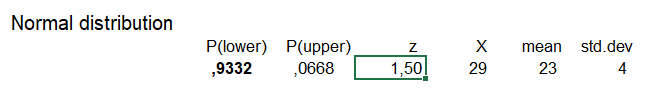 Normal distribution
P(lower) P(upper) z X mean std.dev
,9332 ,0668 1,50 29 23 4